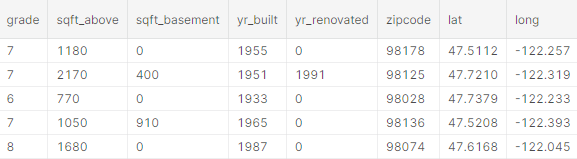 grade sqft_above sqft_basement yr_built yr_renovated zipcode lat long
7 1180 0 1955 0 98178 47.5112 -122.257
7 2170 400 1951 1991 98125 47.7210 -122.319
6 770 0 1933 0 98028 47.7379 -122.233
7 1050 910 1965 0 98136 47.5208 -122.393
8 1680 0 1987 0 98074 47.6168 -122.045